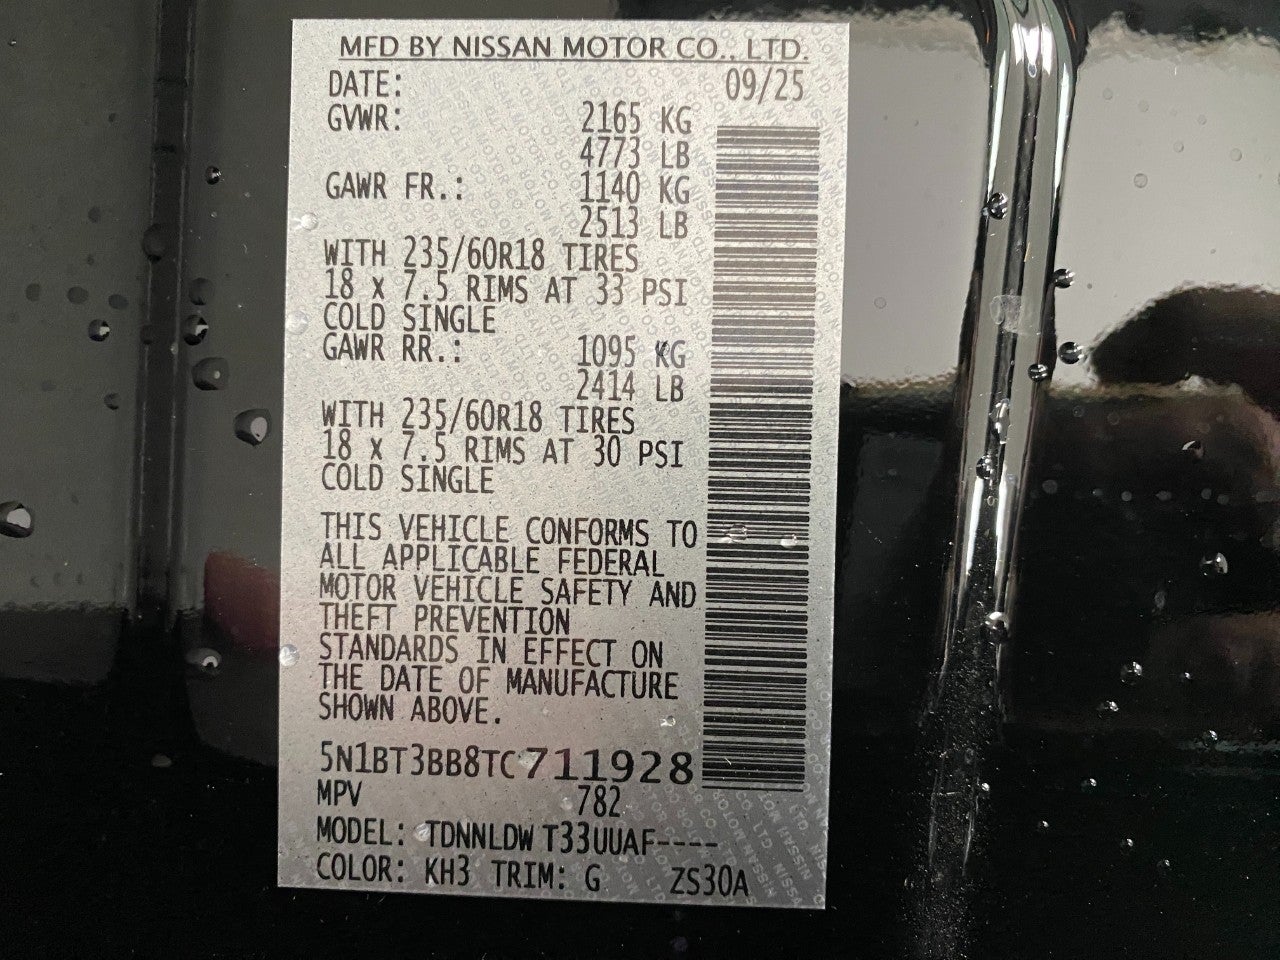 MFD BY NISSAN MOTOR CO., LTD.
DATE: 09/25
GVWR: 2165 KG
4773 LB
GAWR FR.: 1140 KG
2513 LB
WITH 235/60R18 TIRES
18 x 7.5 RIMS AT 33 PSI
COLD SINGLE
GAWR RR.: 1095 KG
2414 LB
WITH 235/60R18 TIRES
18 x 7.5 RIMS AT 30 PSI
COLD SINGLE
THIS VEHICLE CONFORMS TO
ALL APPLICABLE FEDERAL
MOTOR VEHICLE SAFETY AND
THEFT PREVENTION
STANDARDS IN EFFECT ON
THE DATE OF MANUFACTURE
SHOWN ABOVE.
5N1BT3BB8TC711928
MPV 782
MODEL: TDNNLDW T33UUAF----
COLOR: KH3 TRIM: G ZS30A